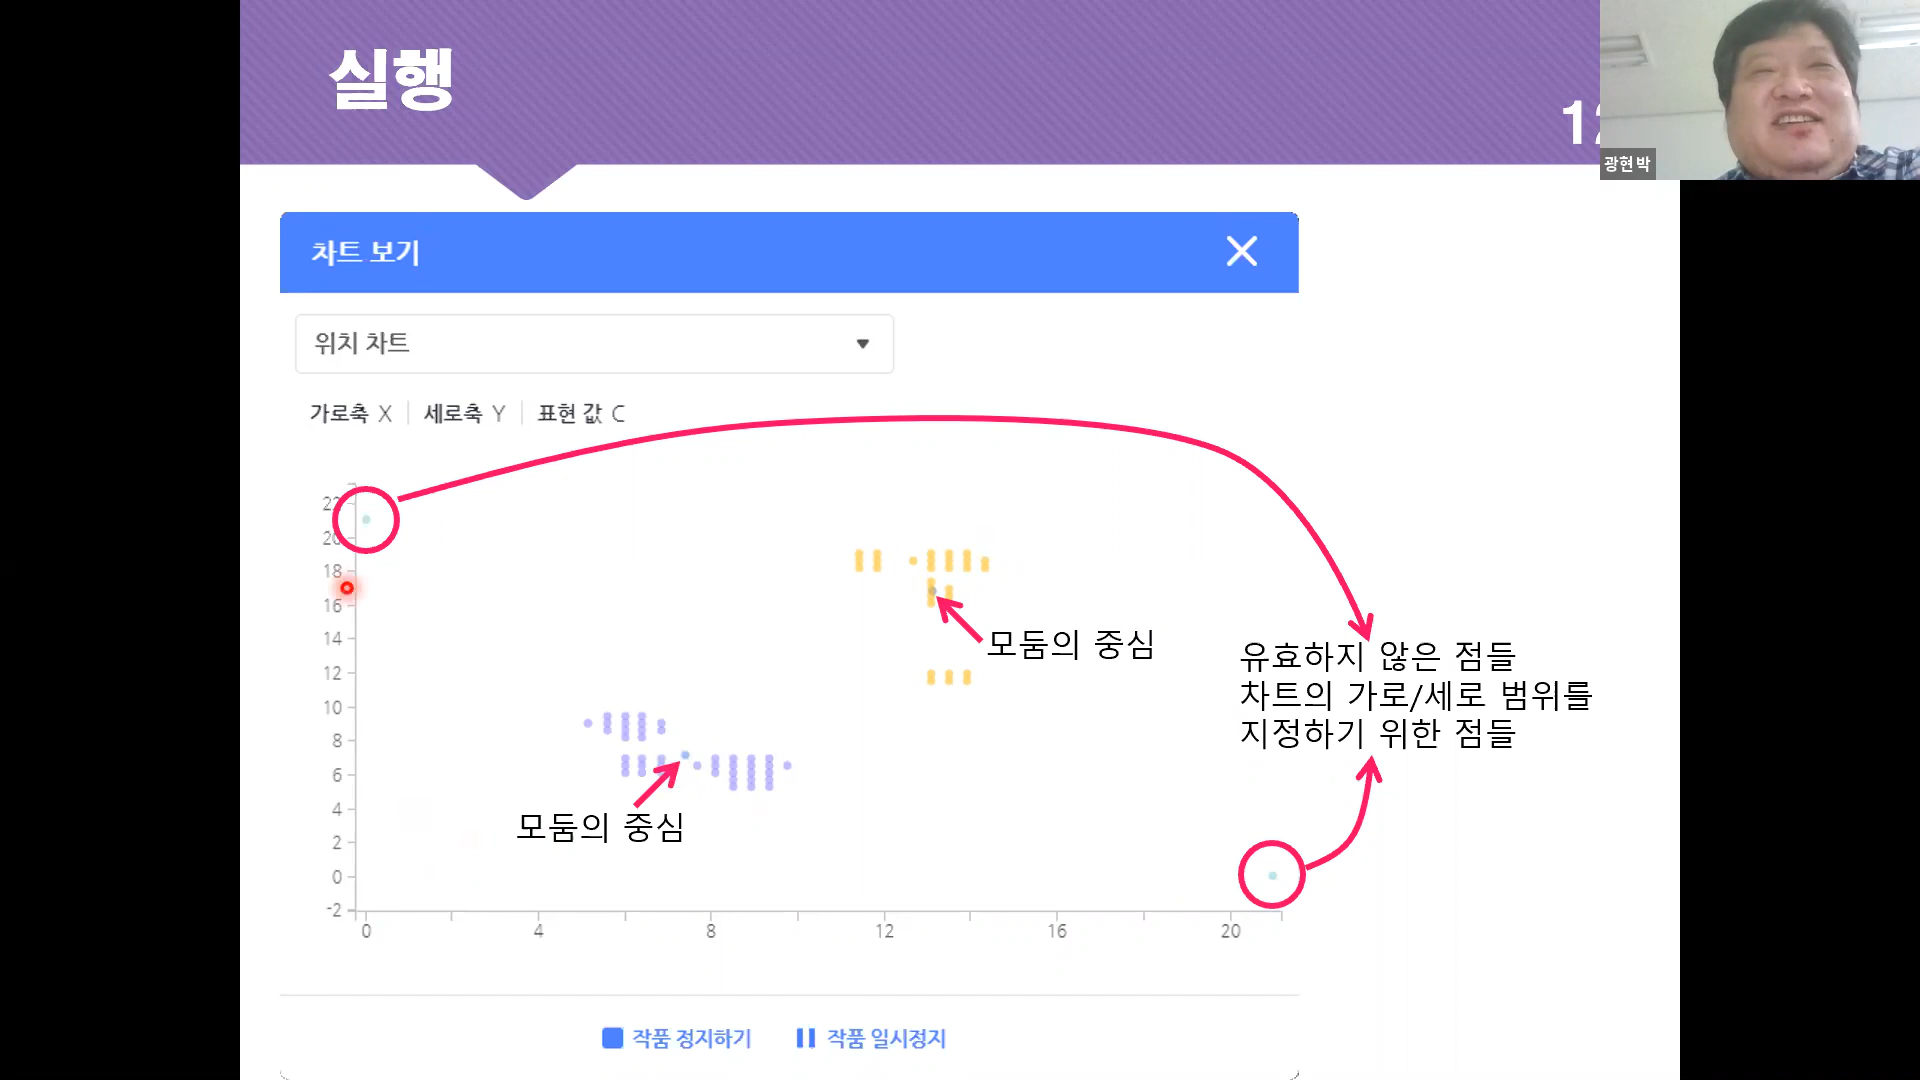 실행
광현 박
차트 보기
위치 차트
가로축 X
세로축 Y
표현 값 C
22
20
18
16
14
12
10
8
6
4
2
0
-2
0
4
8
12
16
20
모둠의 중심
모둠의 중심
유효하지 않은 점들
차트의 가로/세로 범위를
지정하기 위한 점들
작품 정지하기
작품 일시정지